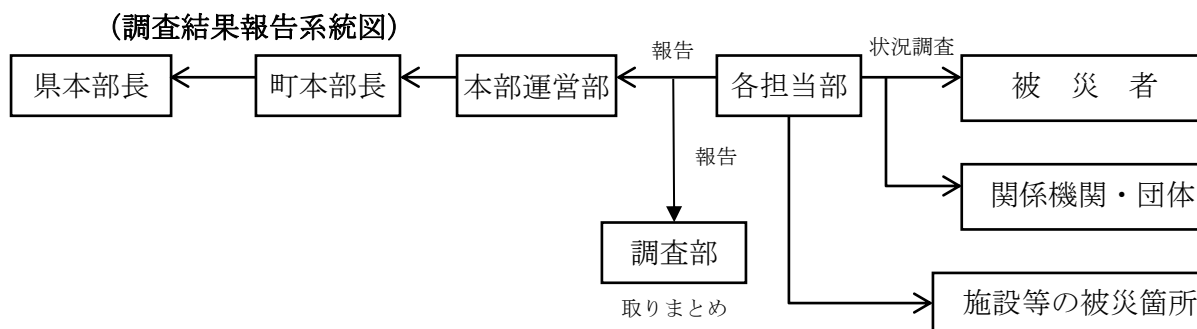 (調査結果報告系統図)
報告
状況調査
県本部長
町本部長
本部運営部
各担当部
被 災 者
報告
関係機関・団体
調査部
取りまとめ
施設等の被災箇所